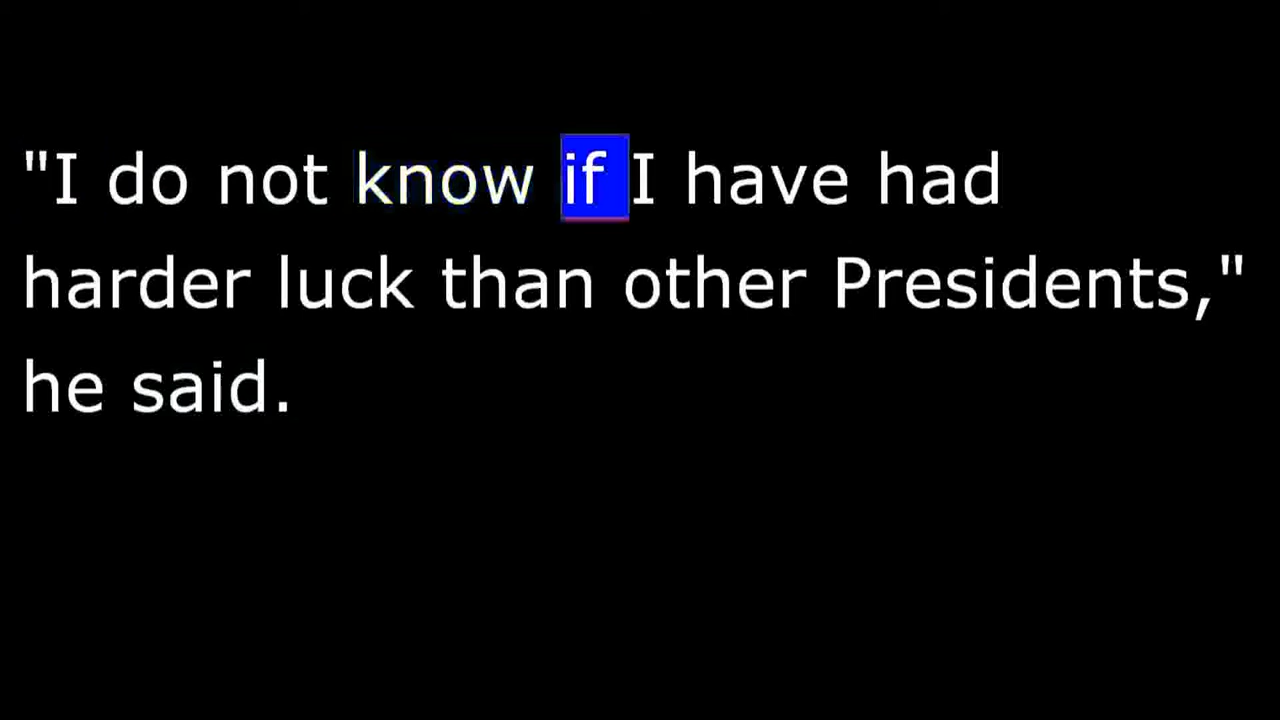 "I do not know if I have had
harder luck than other Presidents,"
he said.